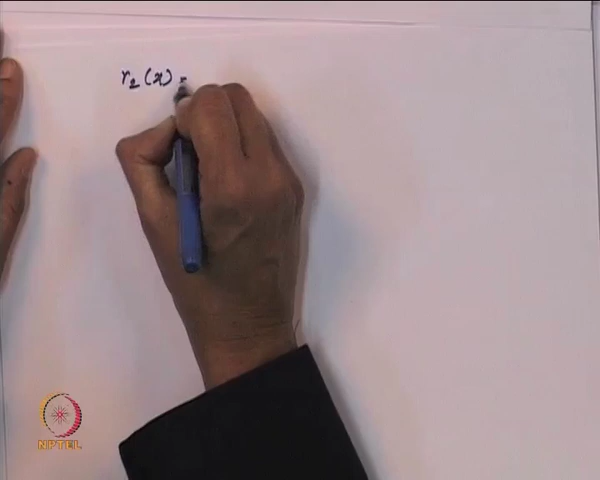 r₂(x) =
NPTEL